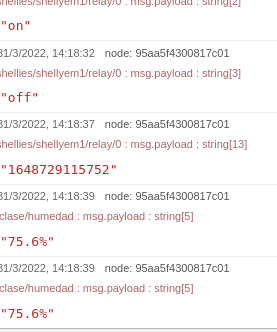 shellies/shellyem1/relay/0 : msg.payload : string[2]
"on"
31/3/2022, 14:18:32 node: 95aa5f4300817c01
shellies/shellyem1/relay/0 : msg.payload : string[3]
"off"
31/3/2022, 14:18:37 node: 95aa5f4300817c01
shellies/shellyem1/relay/0 : msg.payload : string[13]
"1648729115752"
31/3/2022, 14:18:39 node: 95aa5f4300817c01
clase/humedad : msg.payload : string[5]
"75.6%"
31/3/2022, 14:18:39 node: 95aa5f4300817c01
clase/humedad : msg.payload : string[5]
"75.6%"